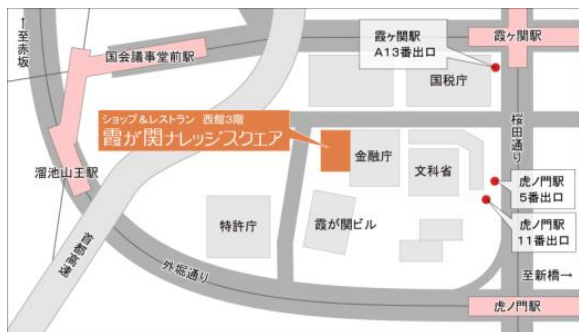 ↑至赤坂
国会議事堂前駅
霞ヶ関駅
A13番出口
霞ヶ関駅
国税庁
ショップ&レストラン 西館3階
霞が関ナレッジスクエア
桜田通り
金融庁
文科省
溜池山王駅
虎ノ門駅
5番出口
特許庁
霞が関ビル
虎ノ門駅
11番出口
首都高速
外堀通り
至新橋→
虎ノ門駅